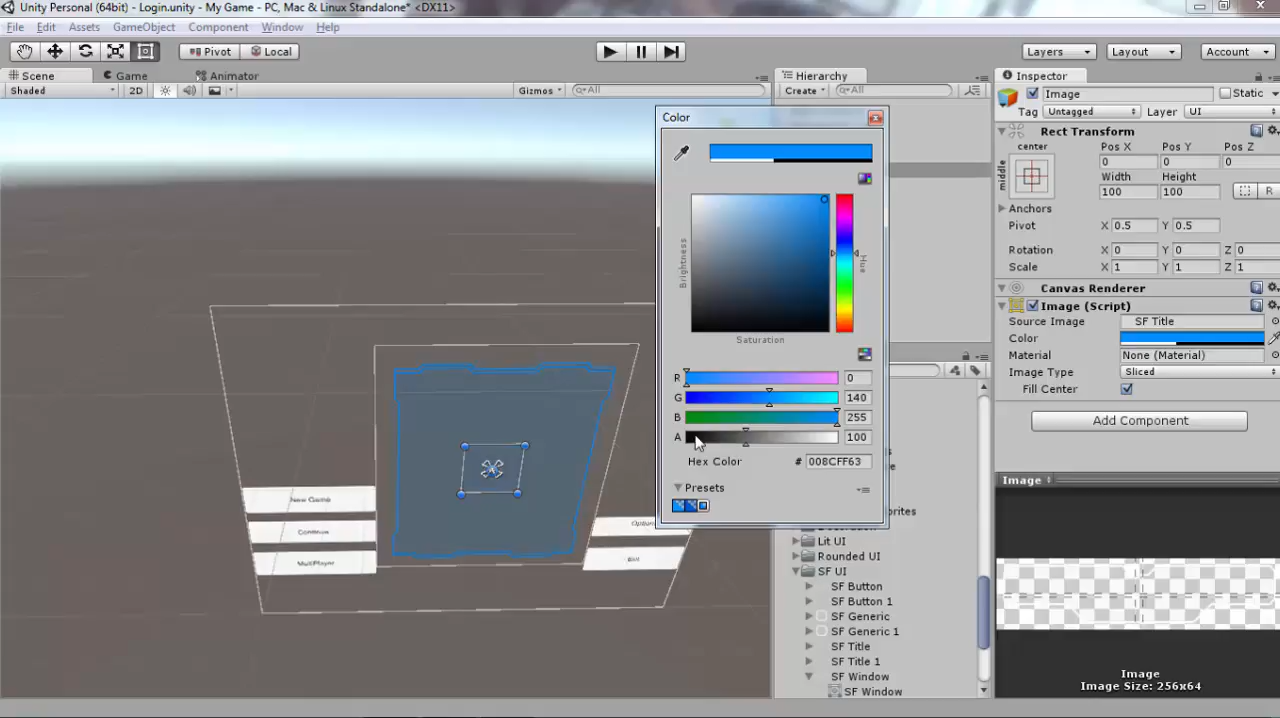 Unity Personal (64bit) - Login.unity - My Game - PC, Mac & Linux Standalone* <DX11>
File Edit Assets GameObject Component Window Help
Pivot Local Layers Layout Account
Scene Game Animator
Shaded 2D Gizmos All
Hierarchy
Create All
Inspector
Image Static
Tag Untagged Layer UI
Rect Transform
center Pos X Pos Y Pos Z
middle 0 0 0
Width Height
100 100 R
Anchors
Pivot X 0.5 Y 0.5
Rotation X 0 Y 0 Z 0
Scale X 1 Y 1 Z 1
Canvas Renderer
Image (Script)
Source Image SF Title
Color
Material None (Material)
Image Type Sliced
Fill Center
Add Component
Color
Brightness
Hue
Saturation
R 0
G 140
B 255
A 100
Hex Color # 008CFF63
Presets
New Game
Continue
MultiPlayer
Exit
Lit UI
Rounded UI
SF UI
SF Button
SF Button 1
SF Generic
SF Generic 1
SF Title
SF Title 1
SF Window
SF Window
Image
Image
Image Size: 256x64